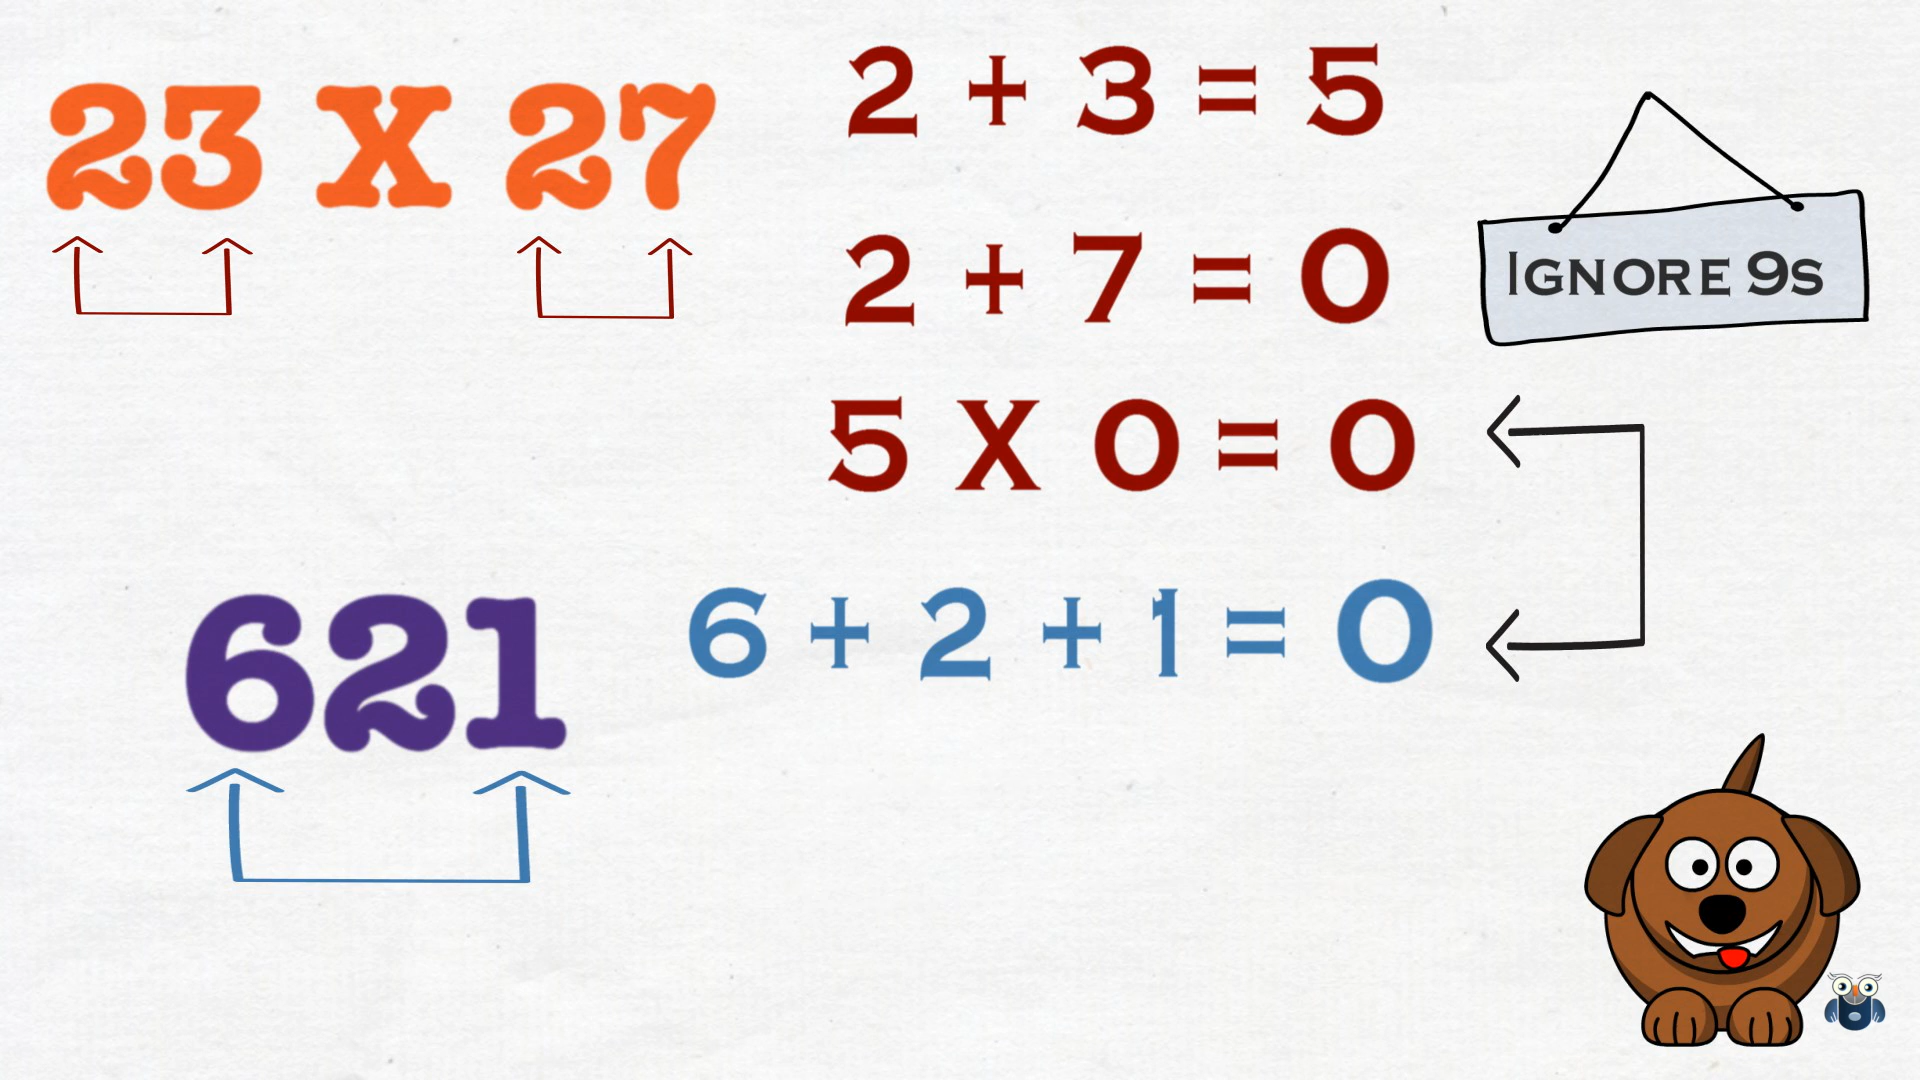 23 X 27
2 + 3 = 5
2 + 7 = 0
IGNORE 9S
5 X 0 = 0
621
6 + 2 + 1 = 0